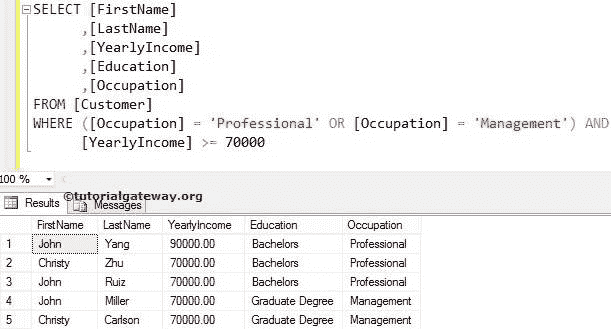 SELECT [FirstName]
,[LastName]
,[YearlyIncome]
,[Education]
,[Occupation]
FROM [Customer]
WHERE ([Occupation] = 'Professional' OR [Occupation] = 'Management') AND
[YearlyIncome] >= 70000
100 %
©tutorialgateway.org
Results Messages
FirstName LastName YearlyIncome Education Occupation
1 John Yang 90000.00 Bachelors Professional
2 Christy Zhu 70000.00 Bachelors Professional
3 John Ruiz 70000.00 Bachelors Professional
4 John Miller 70000.00 Graduate Degree Management
5 Christy Carlson 70000.00 Graduate Degree Management